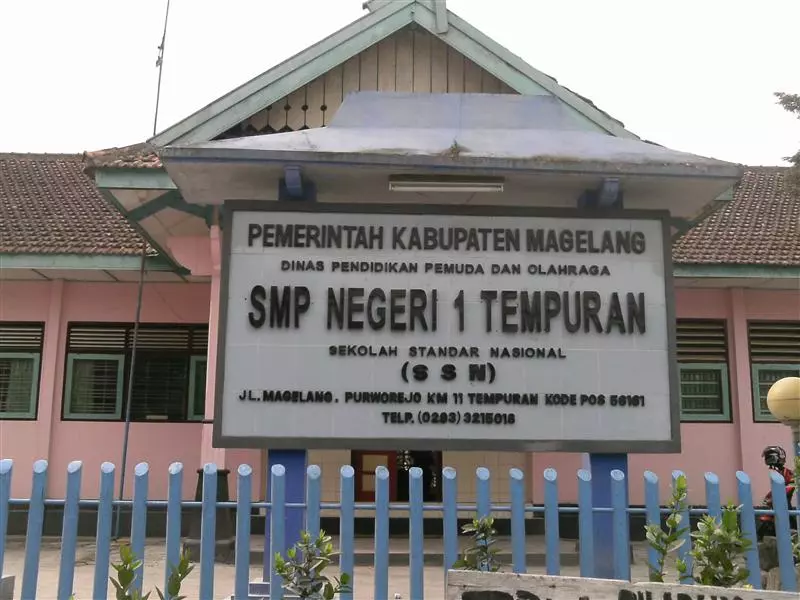 PEMERINTAH KABUPATEN MAGELANG
DINAS PENDIDIKAN PEMUDA DAN OLAHRAGA
SMP NEGERI 1 TEMPURAN
SEKOLAH STANDAR NASIONAL
(S S N)
JL. MAGELANG. PURWOREJO KM 11 TEMPURAN KODE POS 56161
TELP. (0293) 3215016